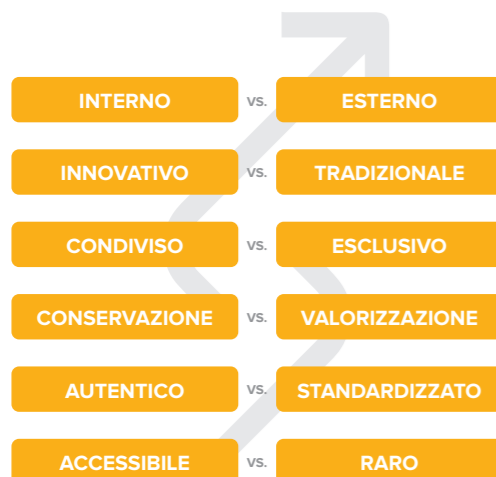 INTERNO vs. ESTERNO
INNOVATIVO vs. TRADIZIONALE
CONDIVISO vs. ESCLUSIVO
CONSERVAZIONE vs. VALORIZZAZIONE
AUTENTICO vs. STANDARDIZZATO
ACCESSIBILE vs. RARO